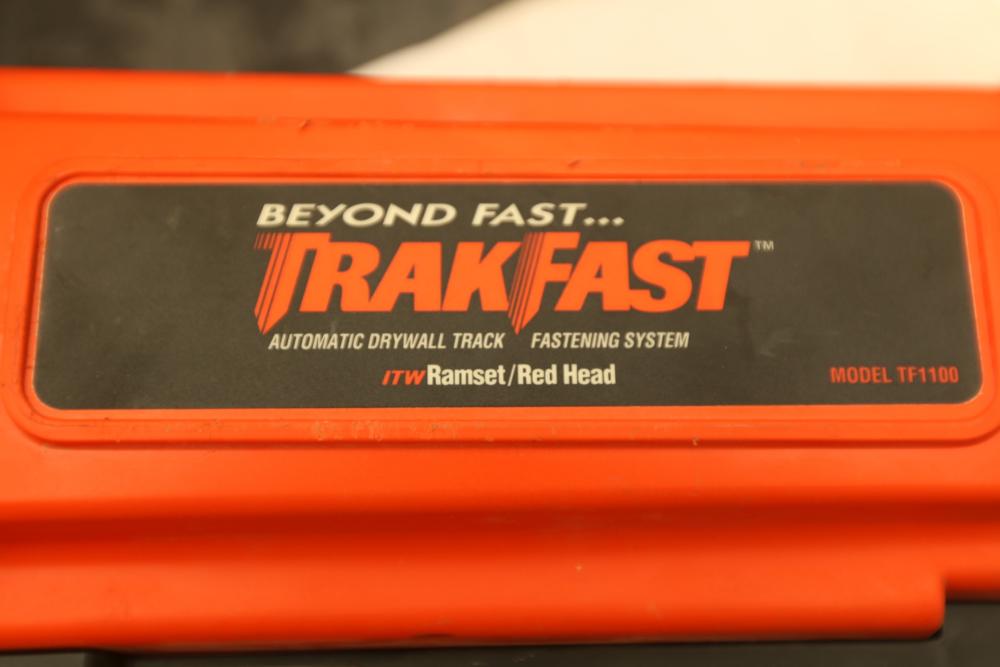 BEYOND FAST...
TRAKFAST™
AUTOMATIC DRYWALL TRACK FASTENING SYSTEM
ITW Ramset/Red Head
MODEL TF1100